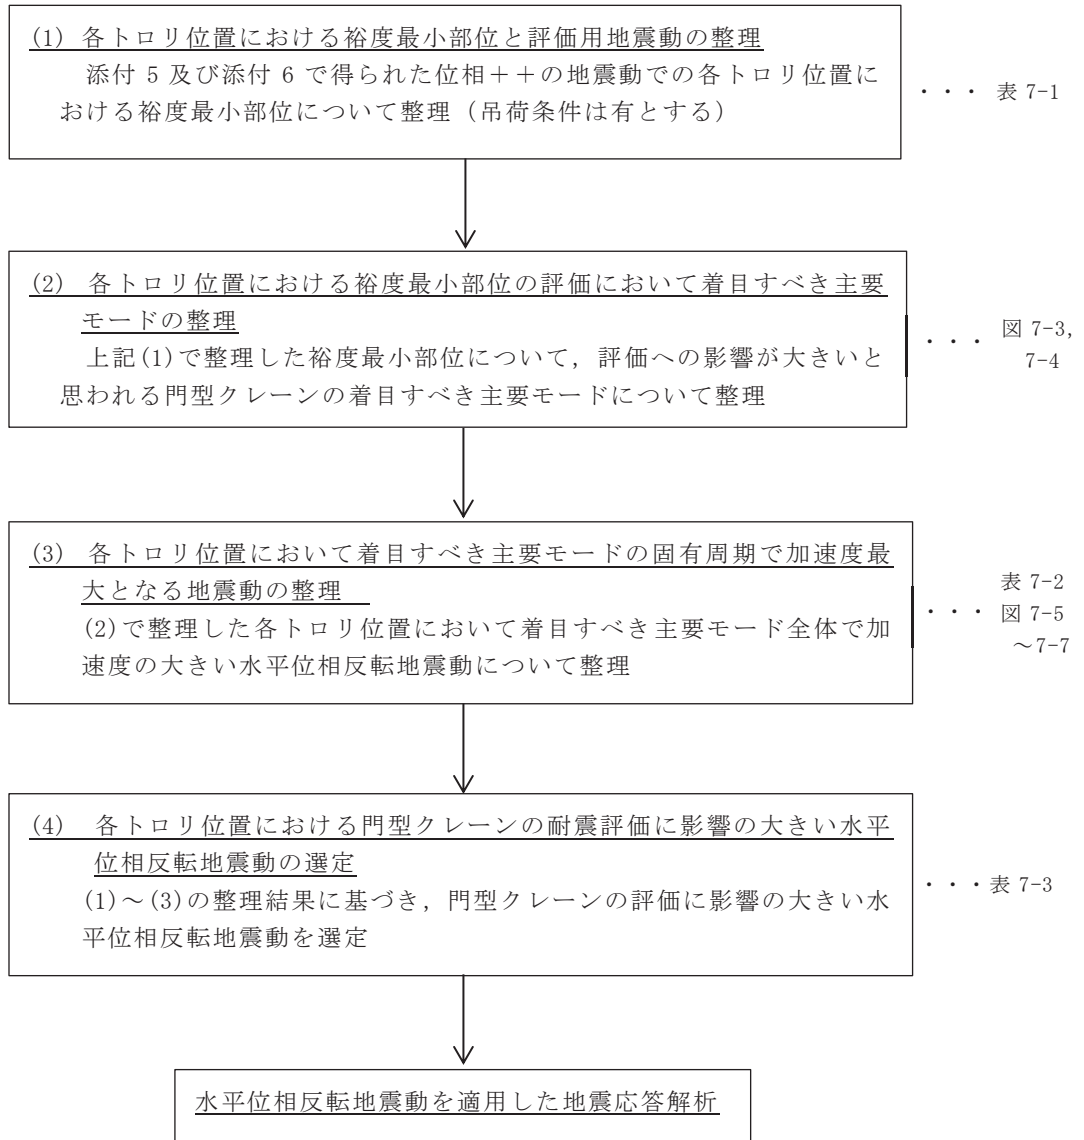 (1) 各トロリ位置における裕度最小部位と評価用地震動の整理
添付 5 及び添付 6 で得られた位相＋＋の地震動での各トロリ位置に
おける裕度最小部位について整理（吊荷条件は有とする）
・・・ 表 7-1
(2) 各トロリ位置における裕度最小部位の評価において着目すべき主要
モードの整理
上記(1)で整理した裕度最小部位について，評価への影響が大きいと
思われる門型クレーンの着目すべき主要モードについて整理
・・・ 図 7-3,
7-4
(3) 各トロリ位置において着目すべき主要モードの固有周期で加速度最
大となる地震動の整理
(2)で整理した各トロリ位置において着目すべき主要モード全体で加
速度の大きい水平位相反転地震動について整理
表 7-2
・・・ 図 7-5
～7-7
(4) 各トロリ位置における門型クレーンの耐震評価に影響の大きい水平
位相反転地震動の選定
(1)～(3)の整理結果に基づき，門型クレーンの評価に影響の大きい水
平位相反転地震動を選定
・・・表 7-3
水平位相反転地震動を適用した地震応答解析